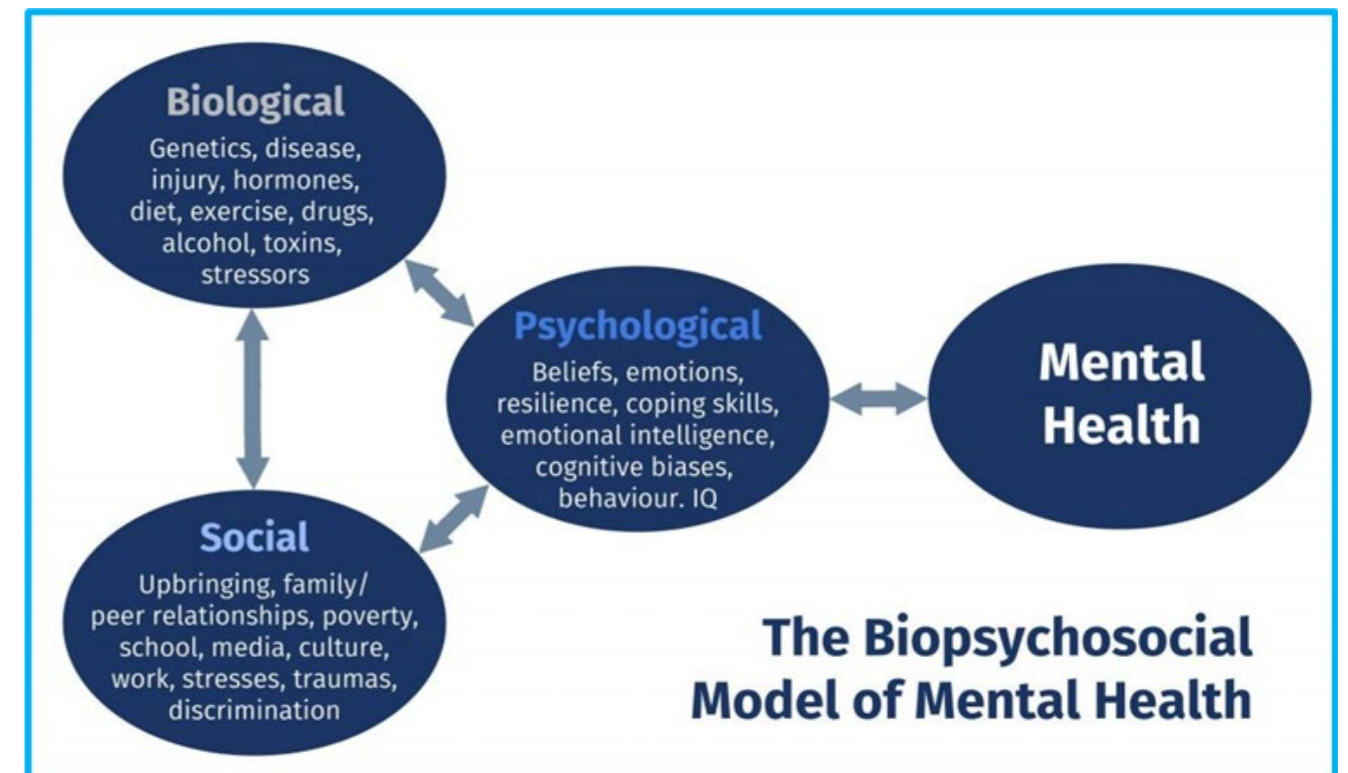 Biological
Genetics, disease,
injury, hormones,
diet, exercise, drugs,
alcohol, toxins,
stressors
Psychological
Beliefs, emotions,
resilience, coping skills,
emotional intelligence,
cognitive biases,
behaviour. IQ
Mental
Health
Social
Upbringing, family/
peer relationships, poverty,
school, media, culture,
work, stresses, traumas,
discrimination
The Biopsychosocial
Model of Mental Health